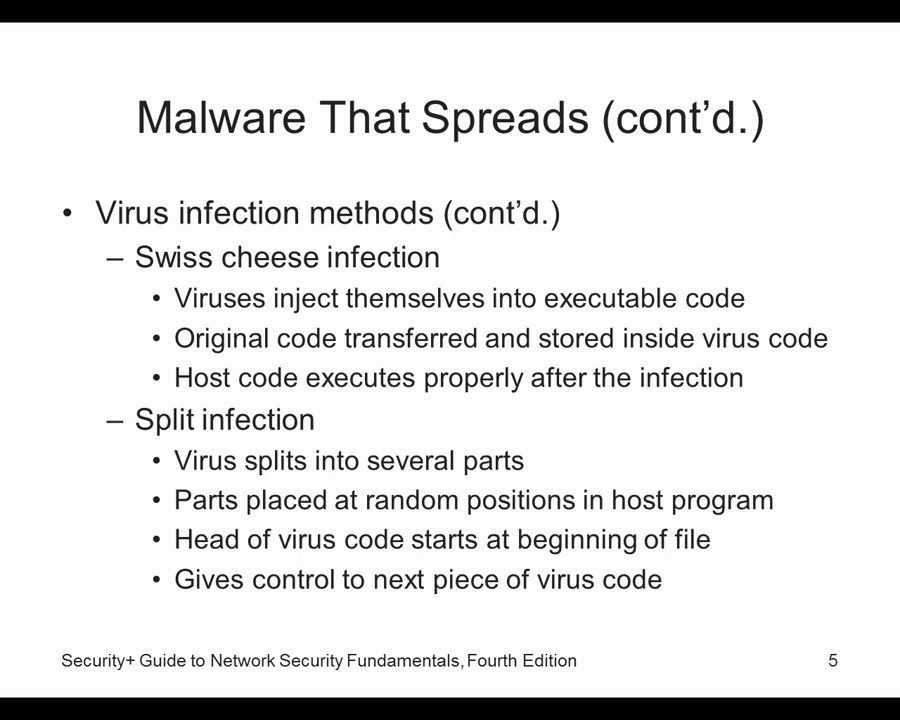 Malware That Spreads (cont’d.)
• Virus infection methods (cont’d.)
– Swiss cheese infection
• Viruses inject themselves into executable code
• Original code transferred and stored inside virus code
• Host code executes properly after the infection
– Split infection
• Virus splits into several parts
• Parts placed at random positions in host program
• Head of virus code starts at beginning of file
• Gives control to next piece of virus code
Security+ Guide to Network Security Fundamentals, Fourth Edition 5